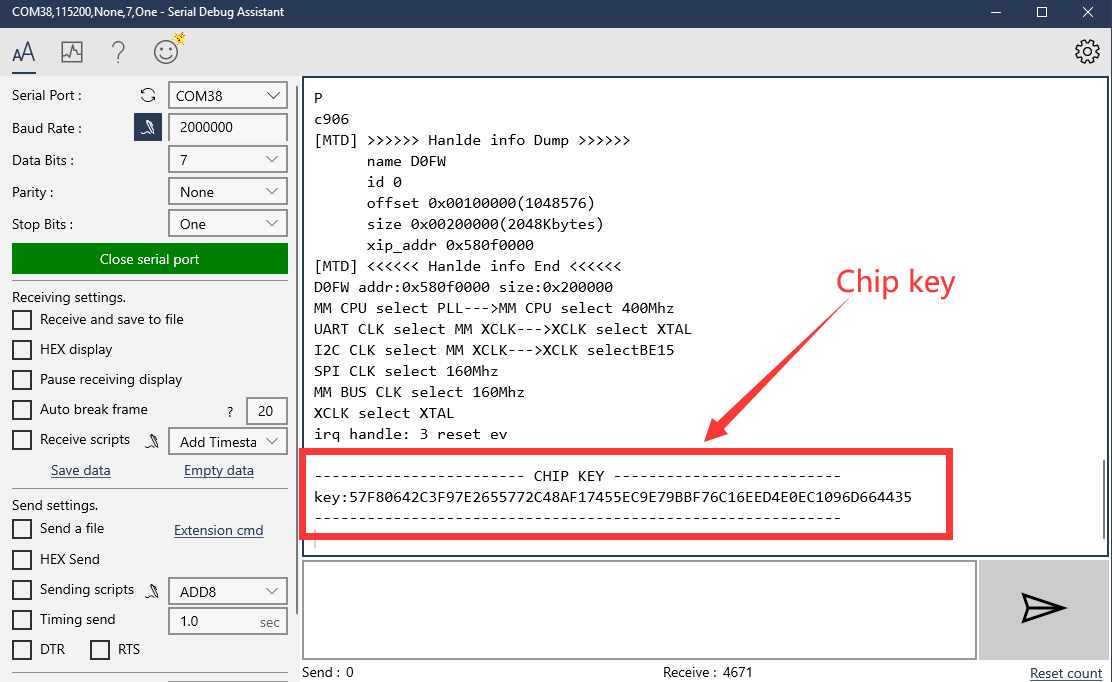 COM38,115200,None,7,One - Serial Debug Assistant
AA
?
Serial Port :
COM38
Baud Rate :
2000000
Data Bits :
7
Parity :
None
Stop Bits :
One
Close serial port
Receiving settings.
Receive and save to file
HEX display
Pause receiving display
Auto break frame
?
20
Receive scripts
Add Timesta
Save data
Empty data
Send settings.
Send a file
Extension cmd
HEX Send
Sending scripts
ADD8
Timing send
1.0
sec
DTR
RTS
P
c906
[MTD] >>>>>> Hanlde info Dump >>>>>>
name D0FW
id 0
offset 0x00100000(1048576)
size 0x00200000(2048Kbytes)
xip_addr 0x580f0000
[MTD] <<<<<< Hanlde info End <<<<<<
D0FW addr:0x580f0000 size:0x200000
MM CPU select PLL--->MM CPU select 400Mhz
UART CLK select MM XCLK--->XCLK select XTAL
I2C CLK select MM XCLK--->XCLK selectBE15
SPI CLK select 160Mhz
MM BUS CLK select 160Mhz
XCLK select XTAL
irq handle: 3 reset ev
Chip key
------------------------ CHIP KEY --------------------------
key:57F80642C3F97E2655772C48AF17455EC9E79BBF76C16EED4E0EC1096D664435
------------------------------------------------------------
Send : 0
Receive : 4671
Reset count